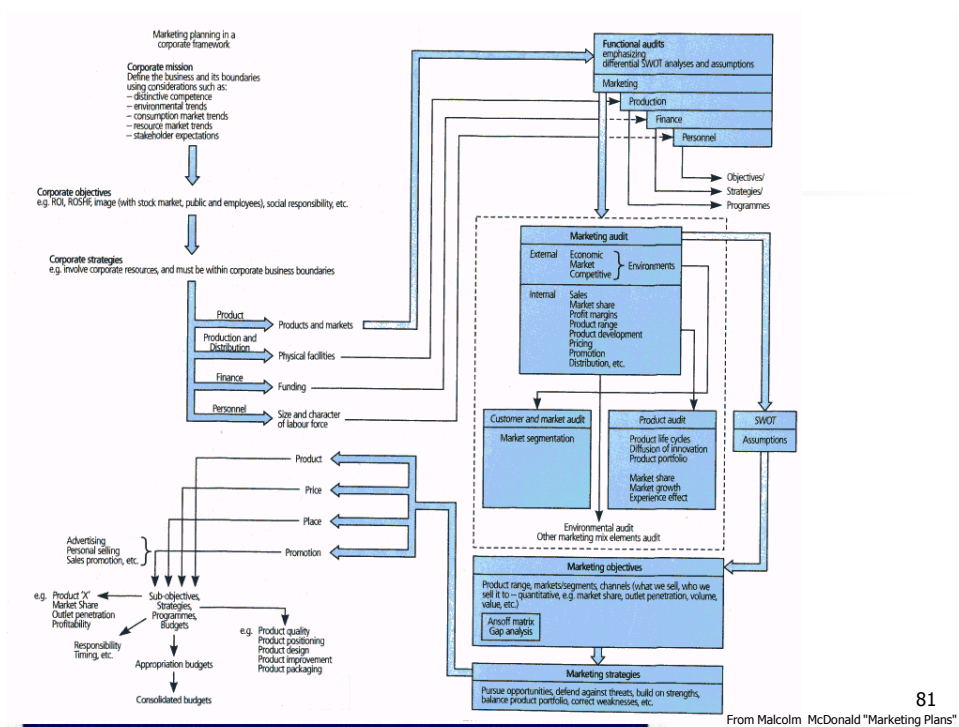 Marketing planning in a
corporate framework
Corporate mission
Define the business and its boundaries
using considerations such as:
– distinctive competence
– environmental trends
– consumption market trends
– resource market trends
– stakeholder expectations
Corporate objectives
e.g. ROI, ROSHF, image (with stock market, public and employees), social responsibility, etc.
Corporate strategies
e.g. involve corporate resources, and must be within corporate business boundaries
Product
Products and markets
Production and
Distribution
Physical facilities
Finance
Funding
Personnel
Size and character
of labour force
Functional audits
emphasizing
differential SWOT analyses and assumptions
Marketing
Production
Finance
Personnel
Objectives/
Strategies/
Programmes
Marketing audit
External
Economic
Market
Competitive
Environments
Internal
Sales
Market share
Profit margins
Product range
Product development
Pricing
Promotion
Distribution, etc.
Customer and market audit
Market segmentation
Product audit
Product life cycles
Diffusion of innovation
Product portfolio
Market share
Market growth
Experience effect
SWOT
Assumptions
Environmental audit
Other marketing mix elements audit
Marketing objectives
Product range, markets/segments, channels (what we sell, who we
sell it to – quantitative, e.g. market share, outlet penetration, volume,
value, etc.)
Ansoff matrix
Gap analysis
Marketing strategies
Pursue opportunities, defend against threats, build on strengths,
balance product portfolio, correct weaknesses, etc.
Product
Price
Place
Promotion
Advertising
Personal selling
Sales promotion, etc.
e.g. Product 'X'
Market Share
Outlet penetration
Profitability
Sub-objectives,
Strategies,
Programmes,
Budgets
Responsibility
Timing, etc.
e.g. Product quality
Product positioning
Product design
Product improvement
Product packaging
Appropriation budgets
Consolidated budgets
81
From Malcolm McDonald "Marketing Plans"